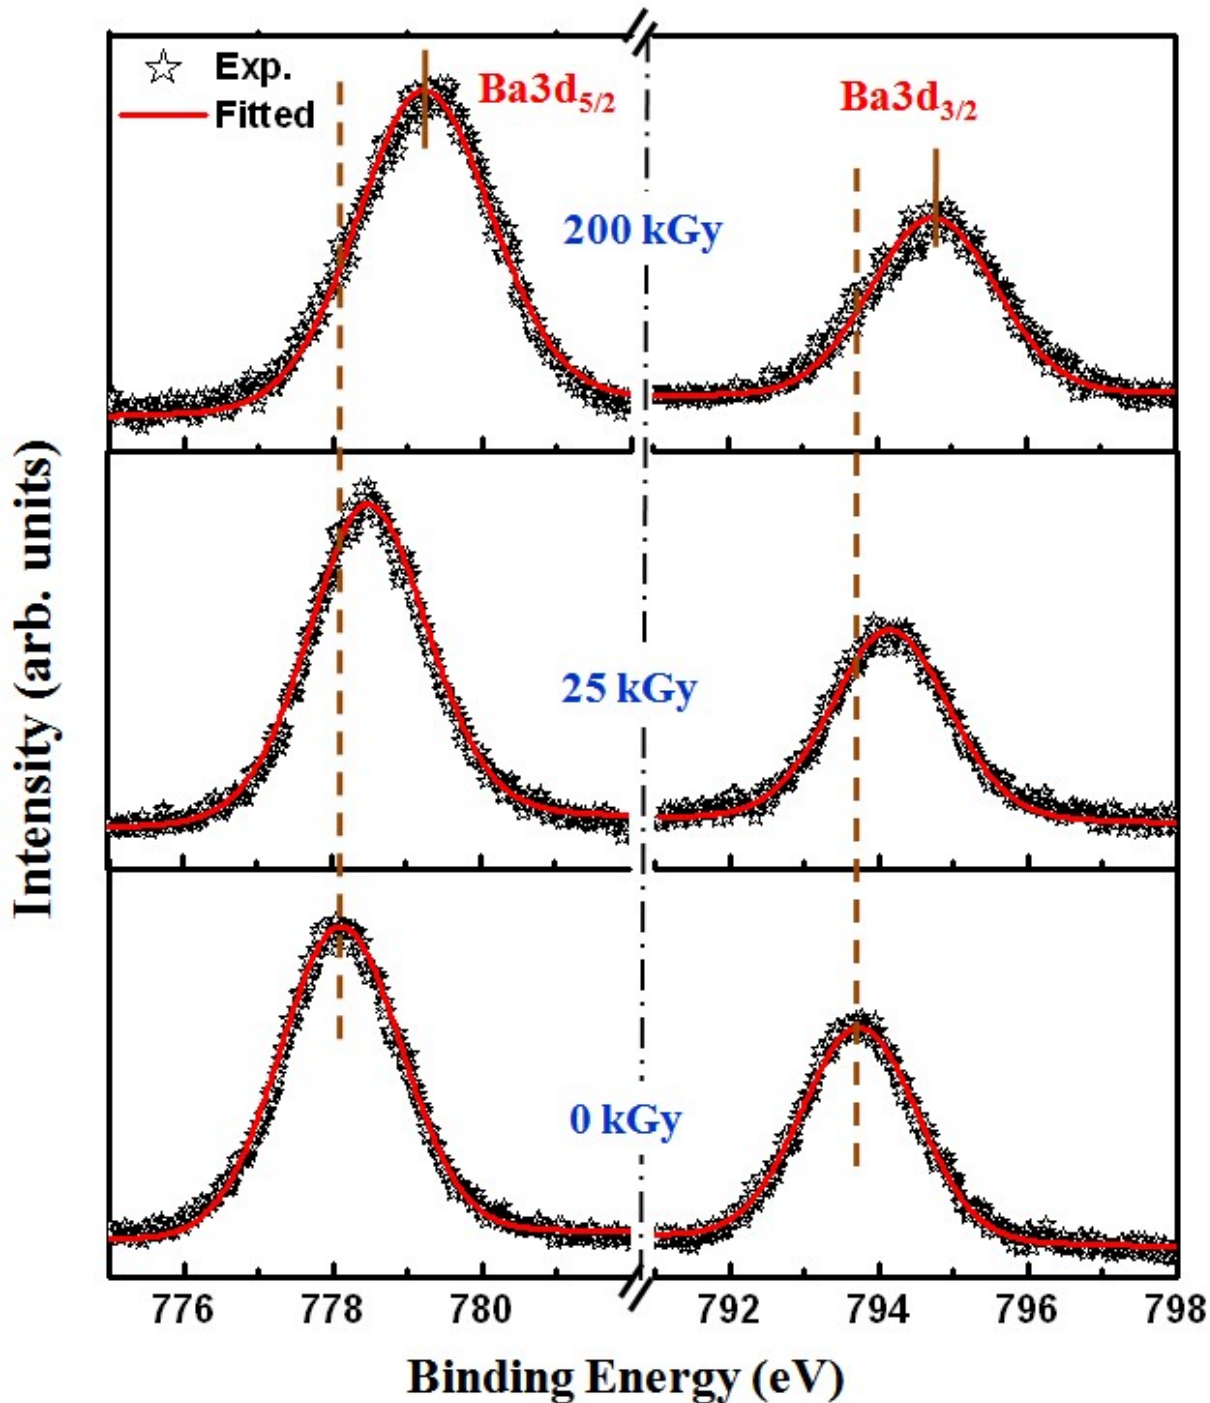 Exp.
Fitted
Ba3d5/2
Ba3d3/2
200 kGy
25 kGy
0 kGy
Intensity (arb. units)
776 778 780 792 794 796 798
Binding Energy (eV)